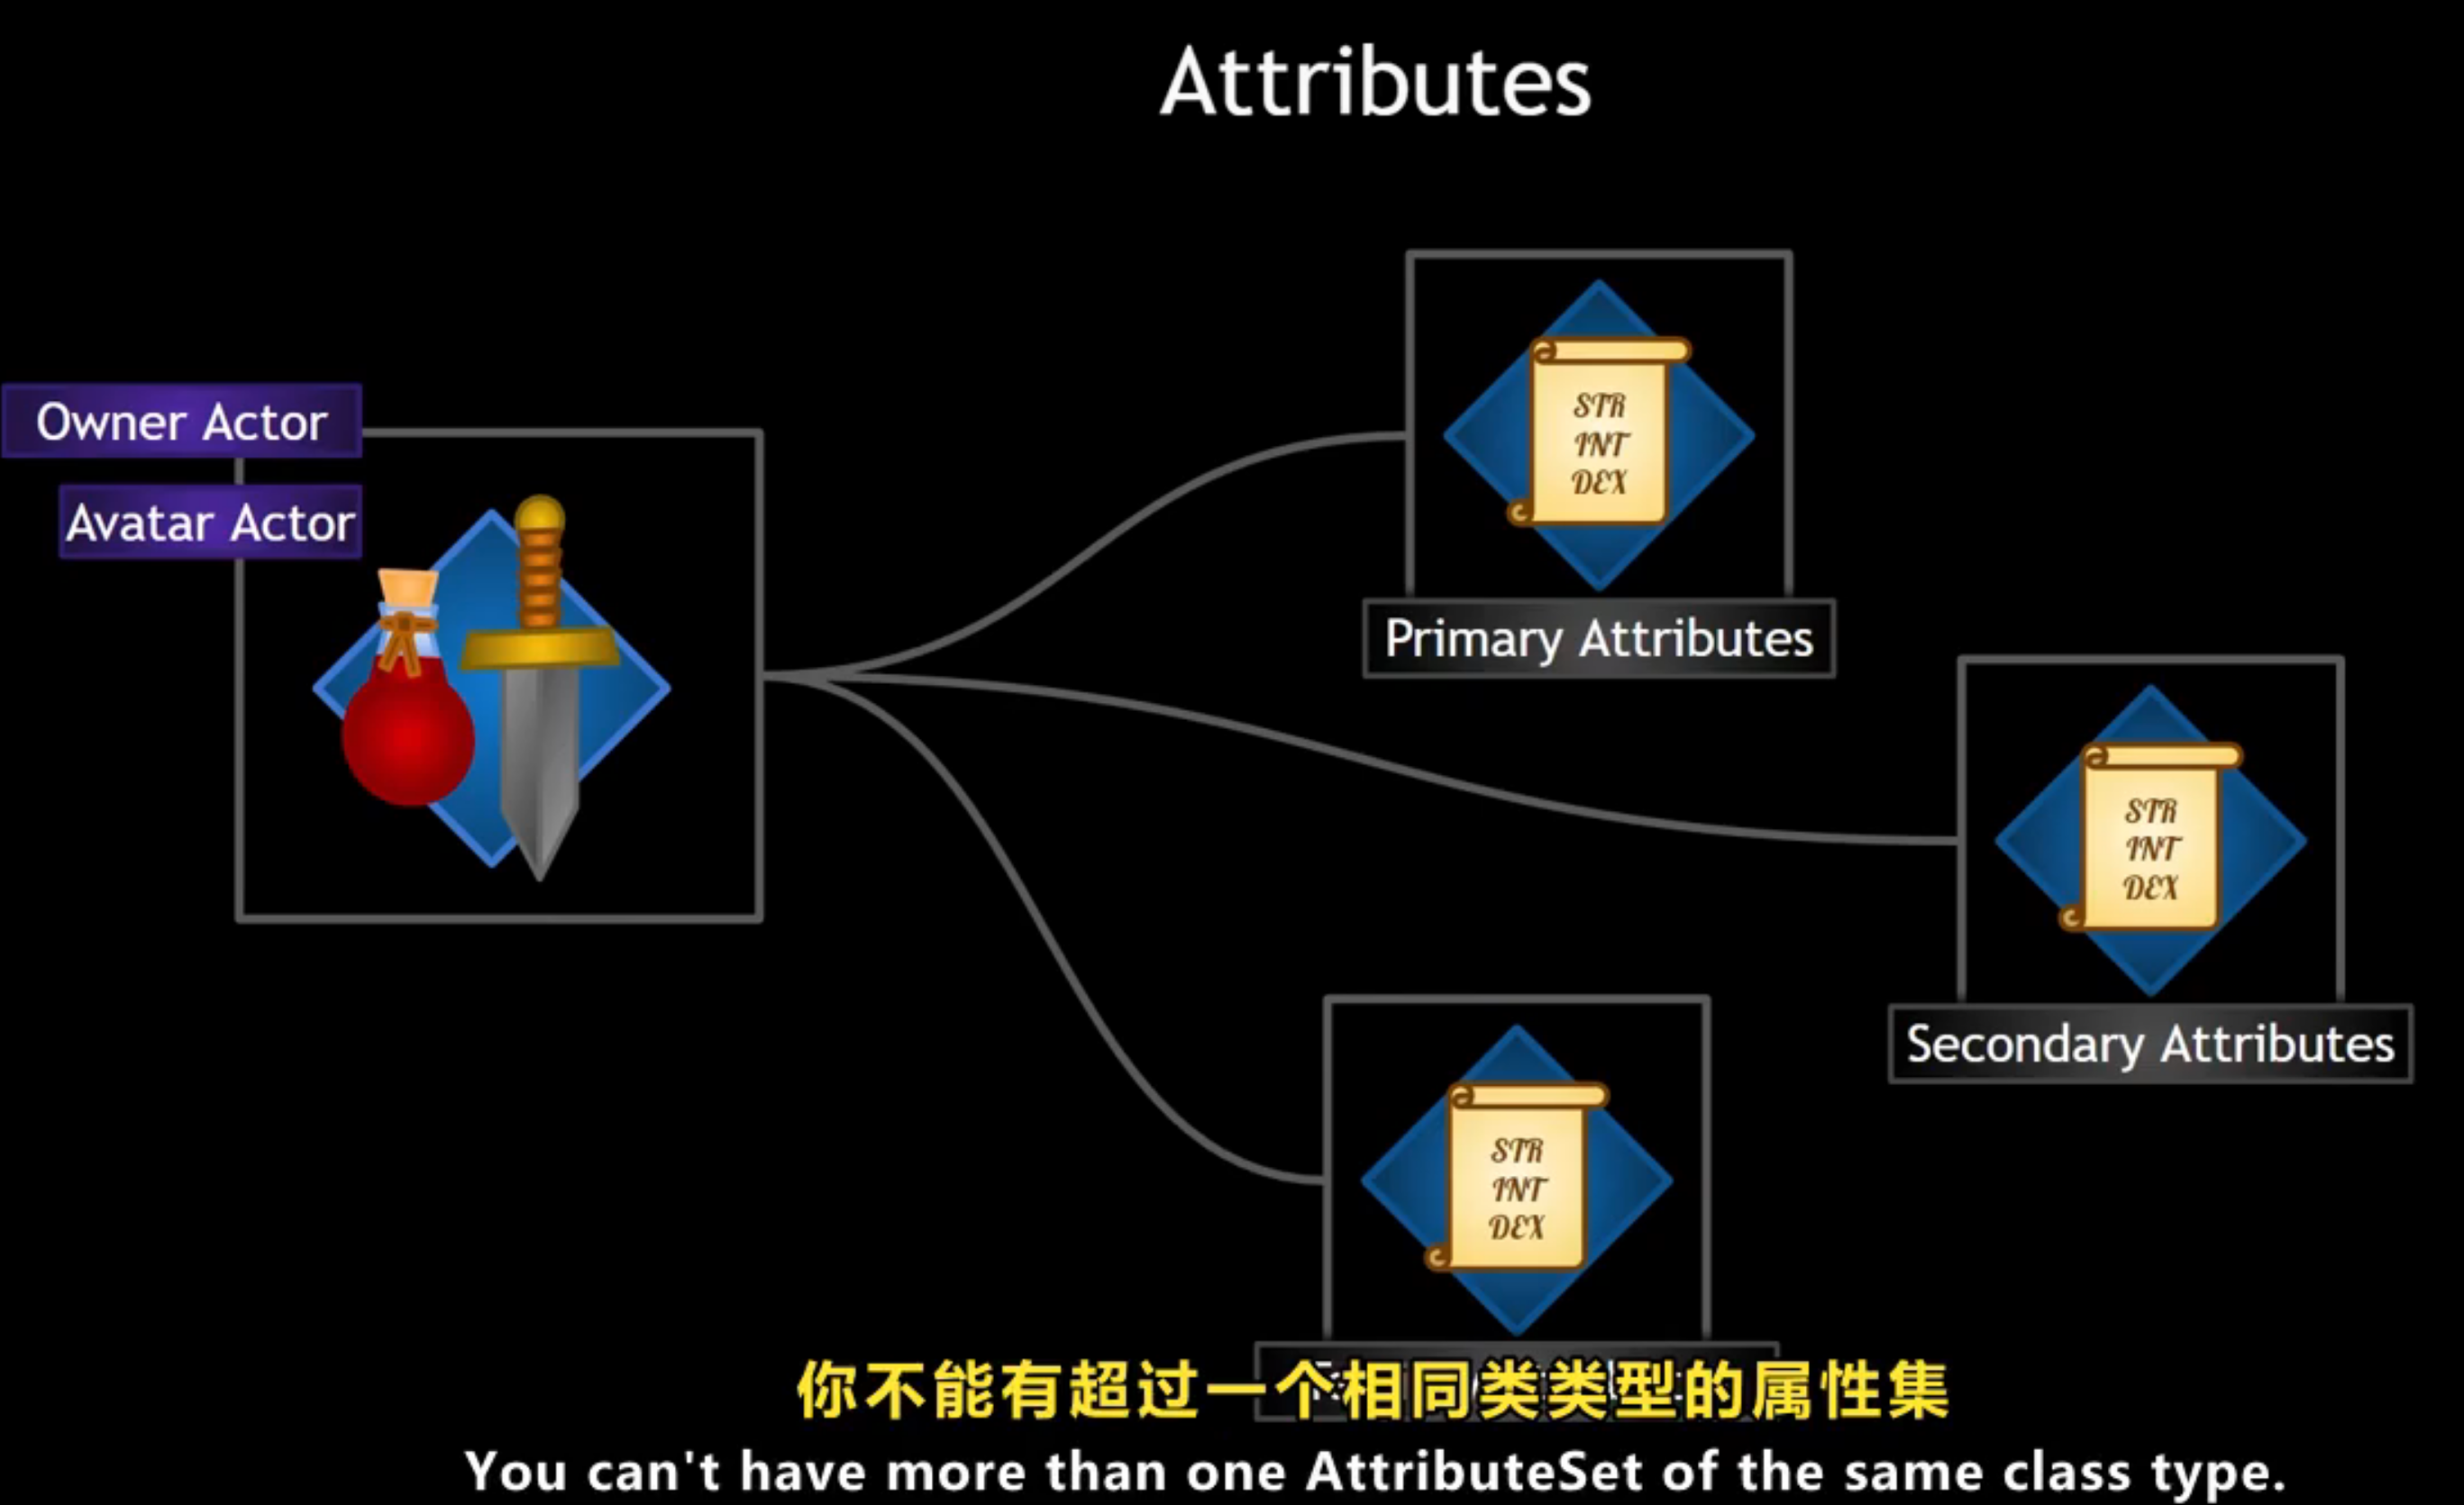 Attributes
Owner Actor
Avatar Actor
STR
INT
DEX
Primary Attributes
STR
INT
DEX
Secondary Attributes
STR
INT
DEX
你不能有超过一个相同类类型的属性集
You can't have more than one AttributeSet of the same class type.